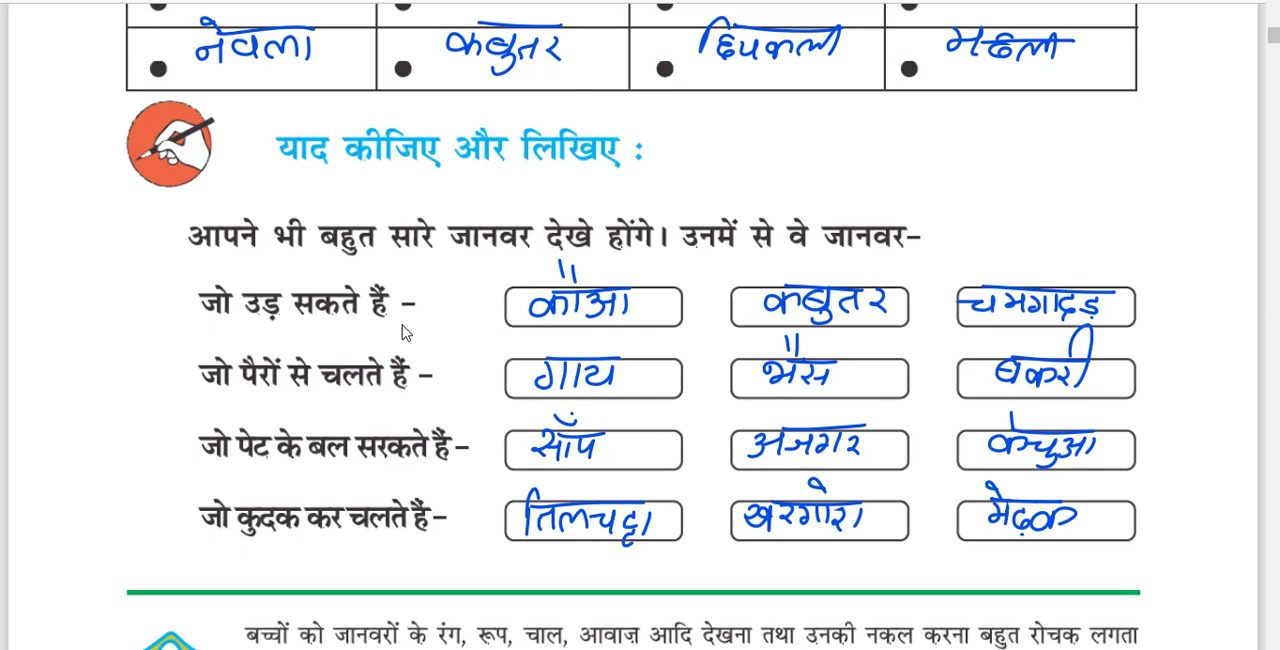 नेवला कबुतर छिपकली मछली
याद कीजिए और लिखिए :
आपने भी बहुत सारे जानवर देखे होंगे। उनमें से वे जानवर-
जो उड़ सकते हैं - कौआ कबुतर चमगादड़
जो पैरों से चलते हैं - गाय भैंस बकरी
जो पेट के बल सरकते हैं- साँप अजगर केचुआ
जो कुदक कर चलते हैं- तिलचट्टा खरगोश मेढ़क
बच्चों को जानवरों के रंग, रूप, चाल, आवाज़ आदि देखना तथा उनकी नकल करना बहुत रोचक लगता